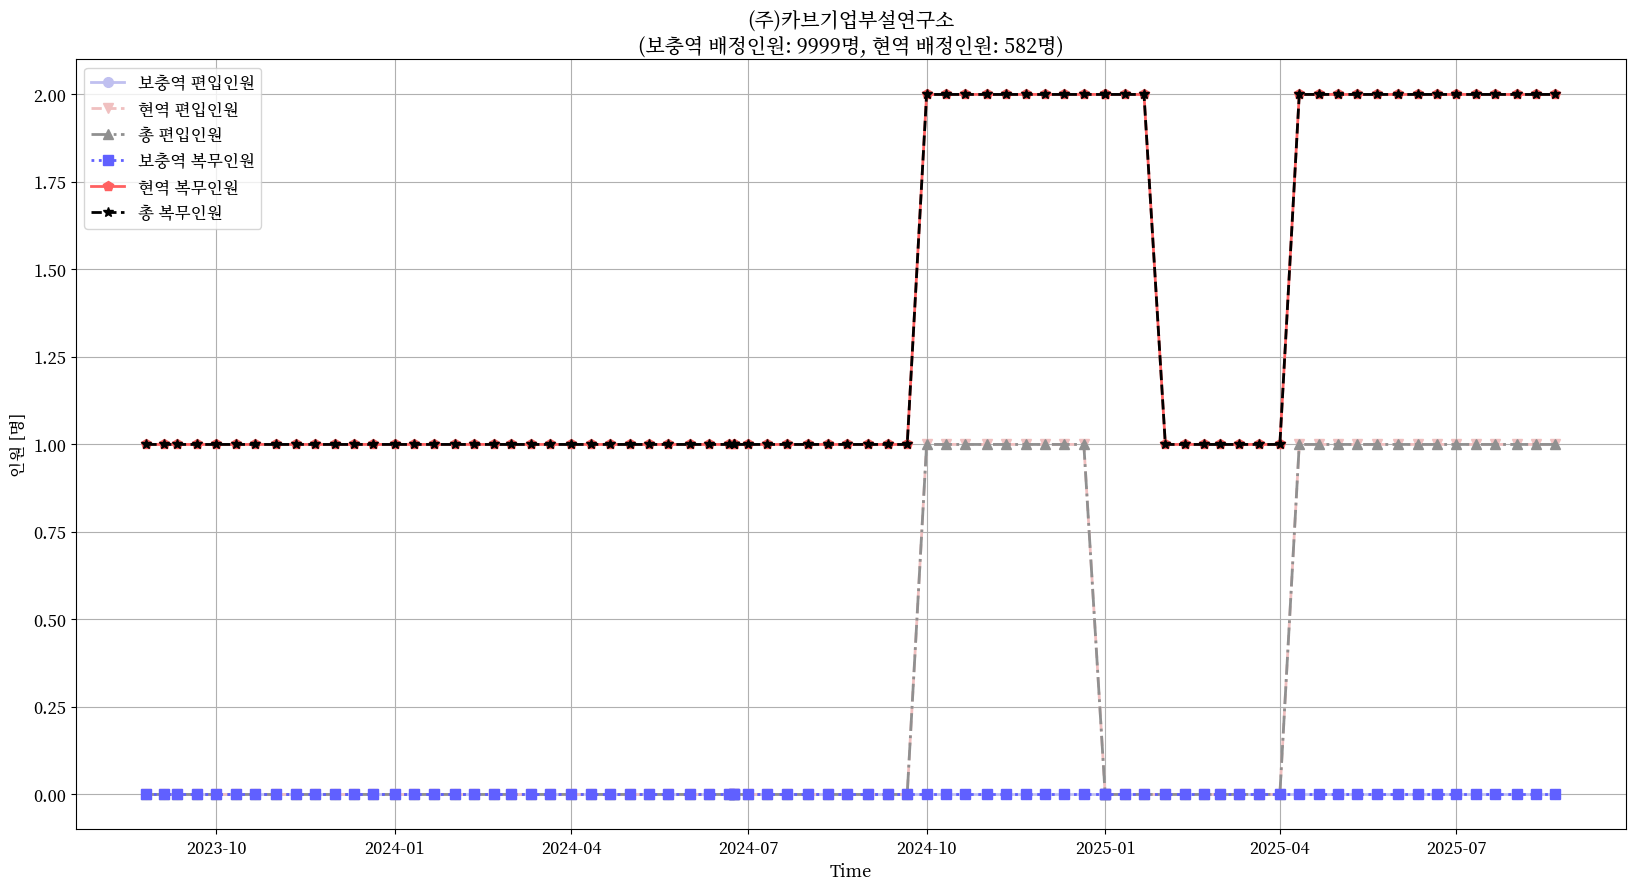 (주)카브기업부설연구소
(보충역 배정인원: 9999명, 현역 배정인원: 582명)
보충역 편입인원
현역 편입인원
총 편입인원
보충역 복무인원
현역 복무인원
총 복무인원
2.00
1.75
1.50
1.25
1.00
0.75
0.50
0.25
0.00
인원 [명]
2023-10
2024-01
2024-04
2024-07
2024-10
2025-01
2025-04
2025-07
Time